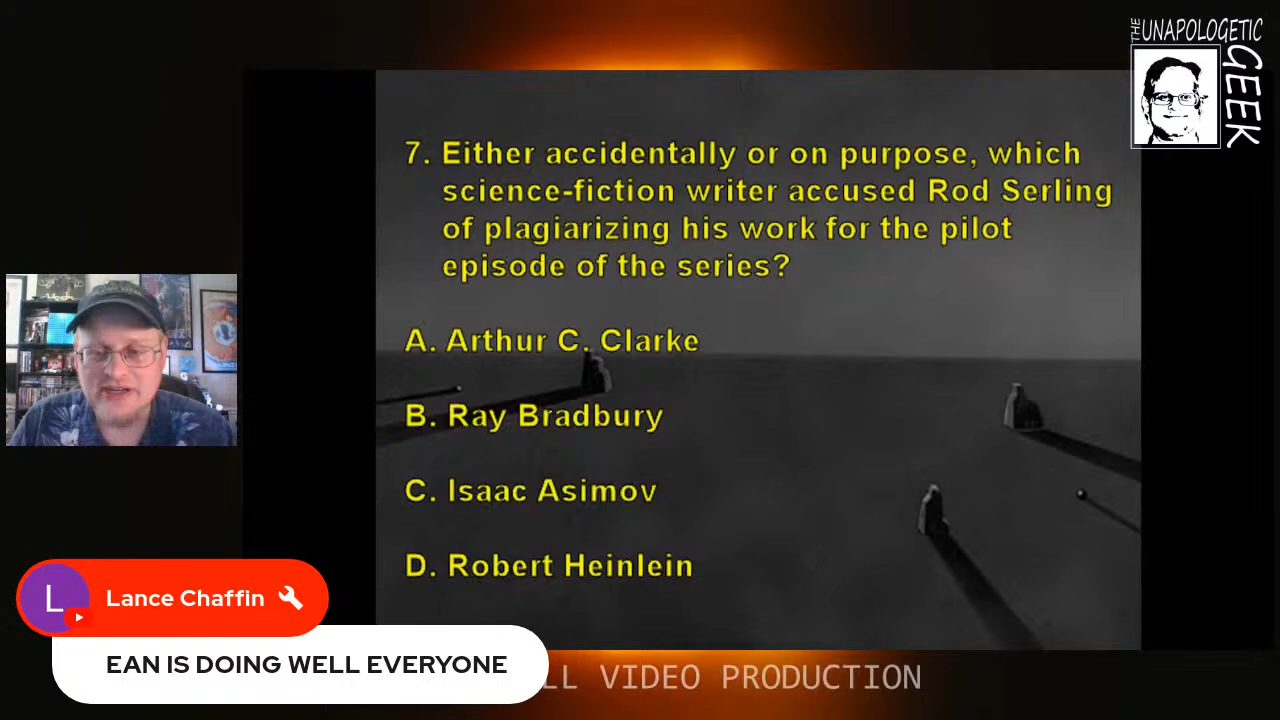 THE UNAPOLOGETIC
GEEK
7. Either accidentally or on purpose, which
science-fiction writer accused Rod Serling
of plagiarizing his work for the pilot
episode of the series?
A. Arthur C. Clarke
B. Ray Bradbury
C. Isaac Asimov
D. Robert Heinlein
L
Lance Chaffin
EAN IS DOING WELL EVERYONE
VIDEO PRODUCTION